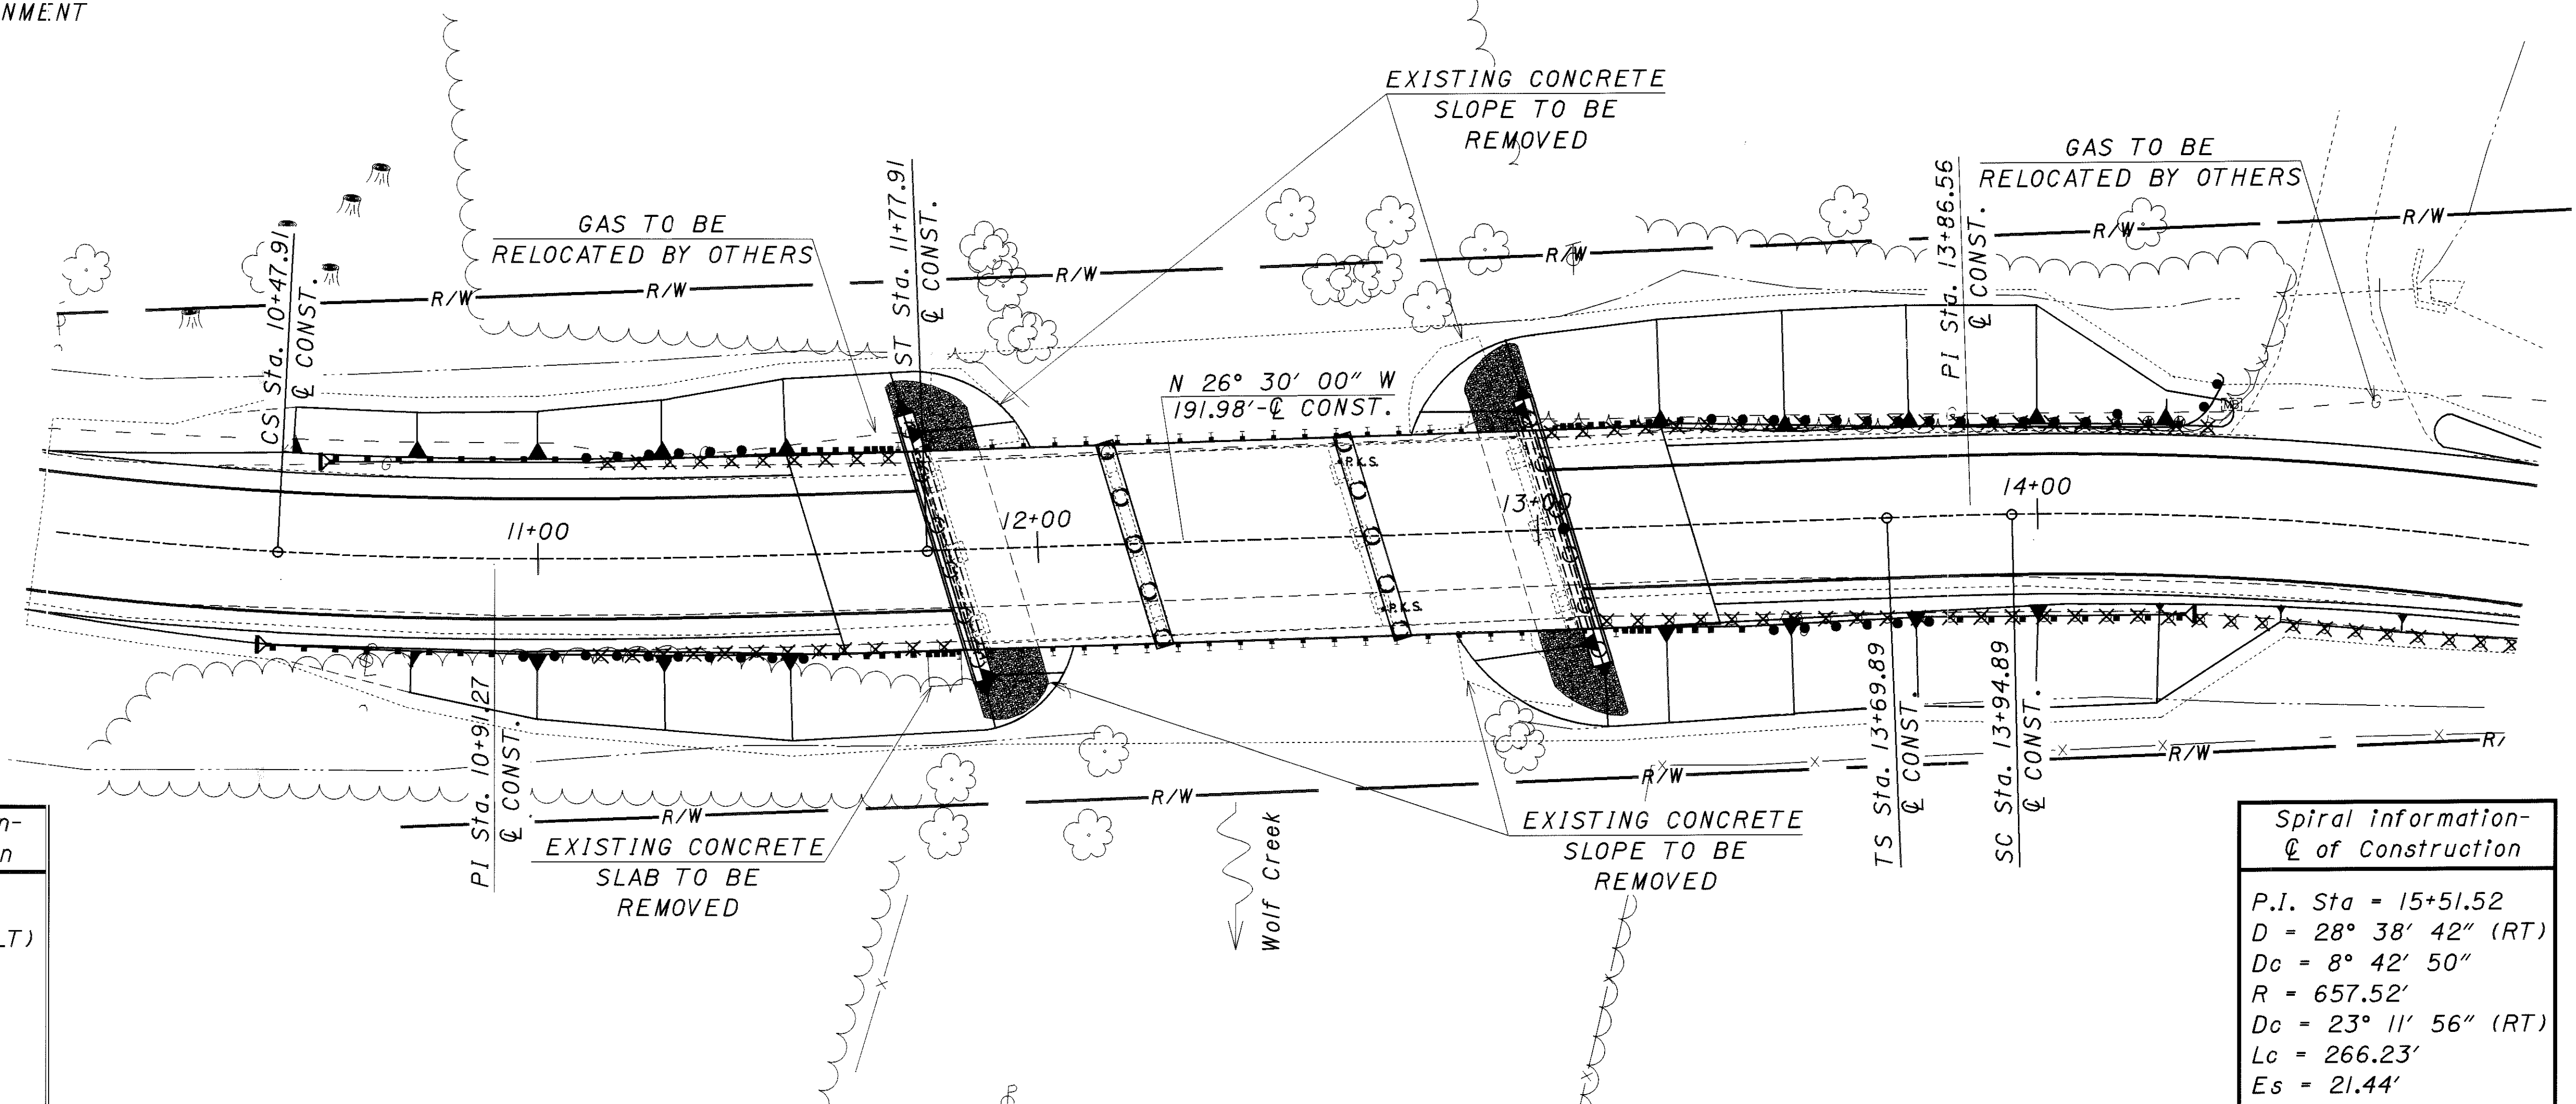 NMENT
EXISTING CONCRETE
SLOPE TO BE
REMOVED
GAS TO BE
RELOCATED BY OTHERS
GAS TO BE
RELOCATED BY OTHERS
CS Sta. 10+47.91
℄ CONST.
ST Sta. 11+77.91
℄ CONST.
PI Sta. 13+86.56
℄ CONST.
R/W
R/W
R/W
R/W
R/W
R/W
N 26° 30' 00" W
191.98'-℄ CONST.
P.K.S.
11+00
12+00
13+00
14+00
P.K.S.
PI Sta. 10+91.27
℄ CONST.
TS Sta. 13+69.89
℄ CONST.
SC Sta. 13+94.89
℄ CONST.
R/W
R/W
R/W
R/W
R/
EXISTING CONCRETE
SLAB TO BE
REMOVED
Wolf Creek
EXISTING CONCRETE
SLOPE TO BE
REMOVED
n-
n
LT)
Spiral information-
℄ of Construction
P.I. Sta = 15+51.52
D = 28° 38' 42" (RT)
Dc = 8° 42' 50"
R = 657.52'
Dc = 23° 11' 56" (RT)
Lc = 266.23'
Es = 21.44'